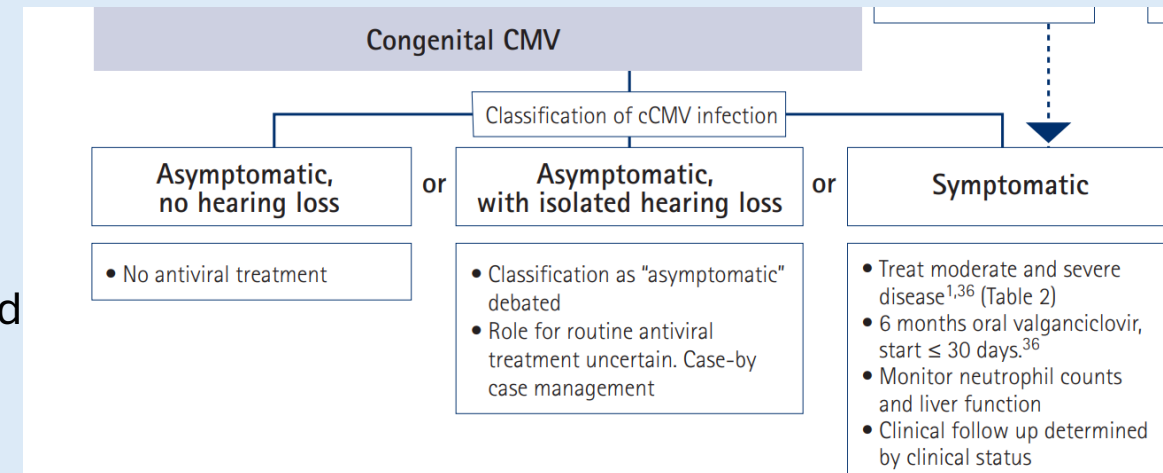 Congenital CMV
Classification of cCMV infection
Asymptomatic,
no hearing loss
or
Asymptomatic,
with isolated hearing loss
or
Symptomatic
• No antiviral treatment
• Classification as “asymptomatic”
debated
• Role for routine antiviral
treatment uncertain. Case-by
case management
• Treat moderate and severe
disease1,36 (Table 2)
• 6 months oral valganciclovir,
start ≤ 30 days.36
• Monitor neutrophil counts
and liver function
• Clinical follow up determined
by clinical status
d